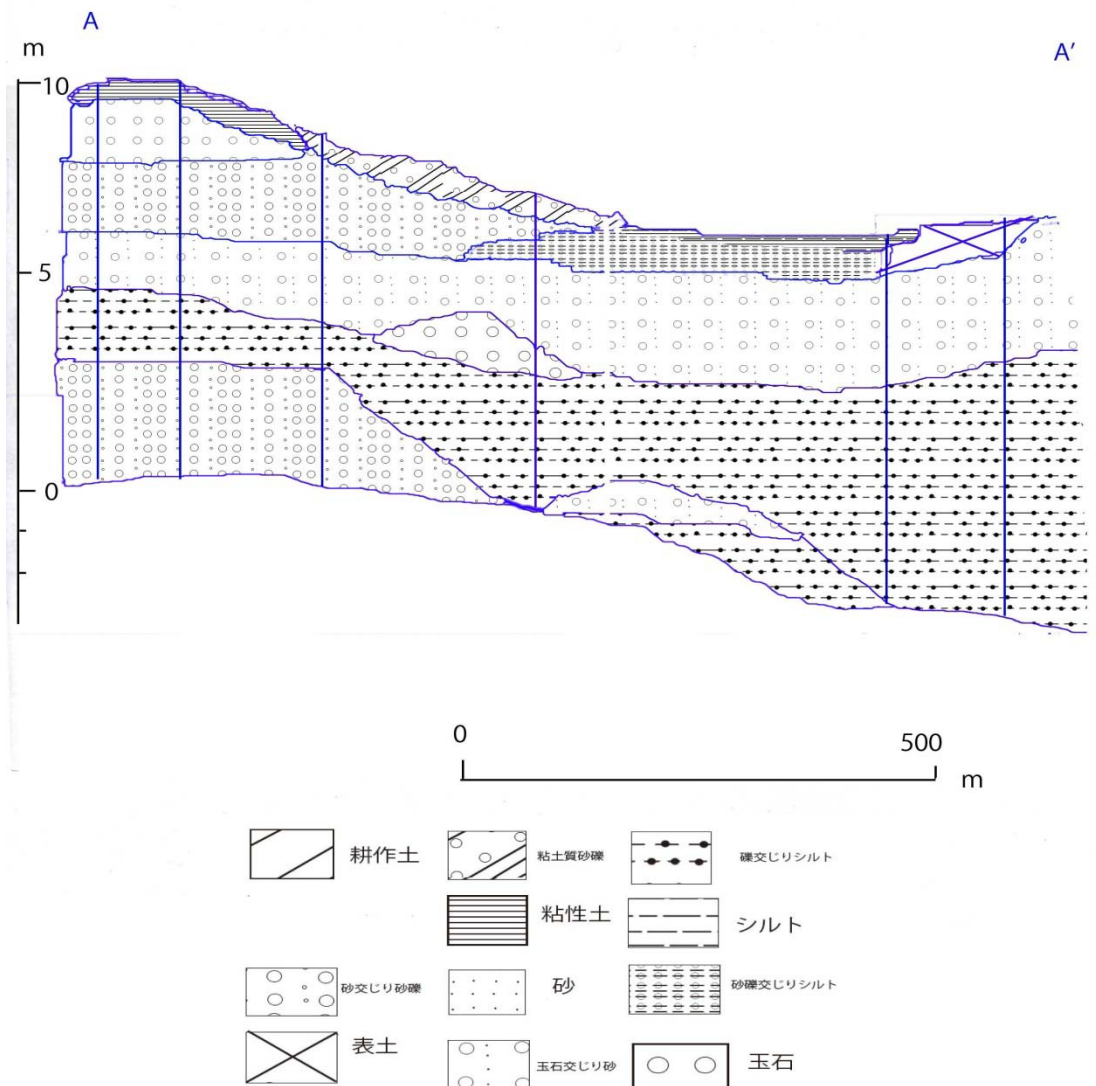 A
m
A'
10
5
0
0
500
m
耕作土
粘土質砂礫
礫交じりシルト
粘性土
シルト
砂交じり砂礫
砂
砂礫交じりシルト
表土
玉石交じり砂
玉石